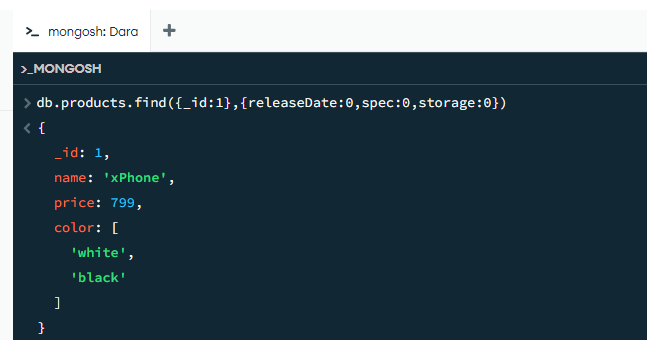 >_ mongosh: Dara +
>_MONGOSH
> db.products.find({_id:1},{releaseDate:0,spec:0,storage:0})
< {
_id: 1,
name: 'xPhone',
price: 799,
color: [
'white',
'black'
]
}